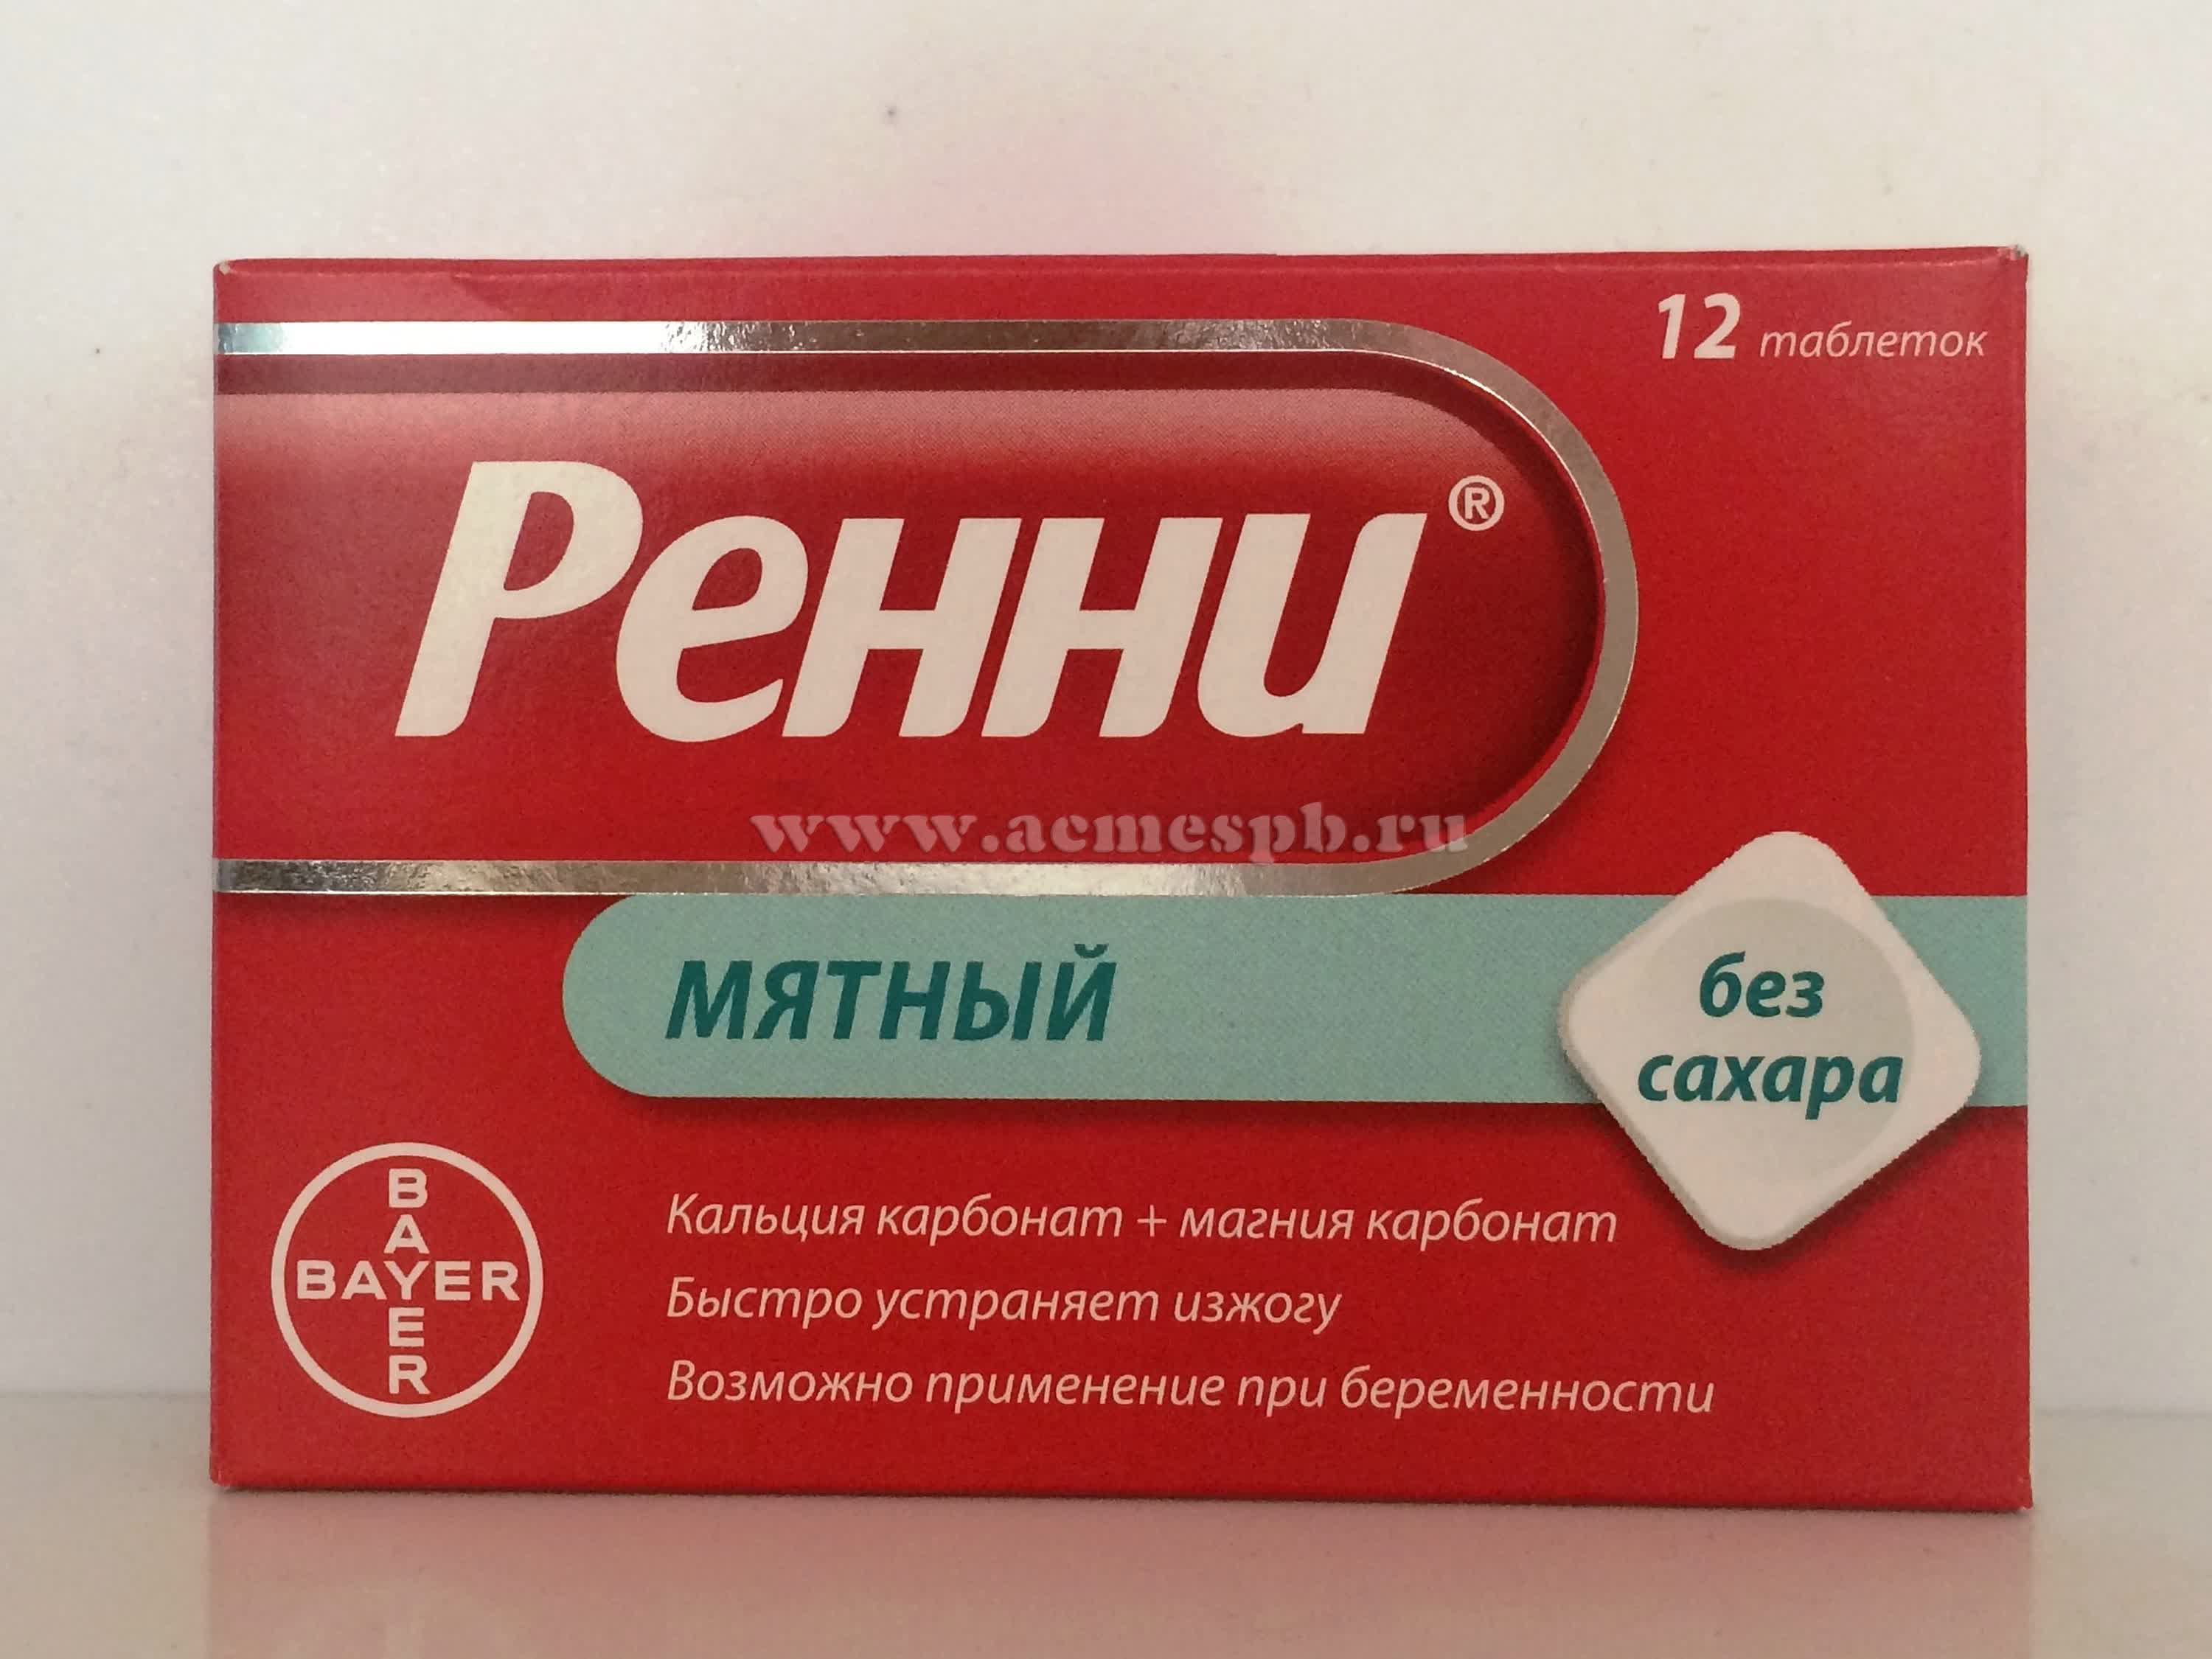 12 таблеток
Ренни®
www.acmespb.ru
мятный
без
сахара
BAYER
BAYER
Кальция карбонат + магния карбонат
Быстро устраняет изжогу
Возможно применение при беременности